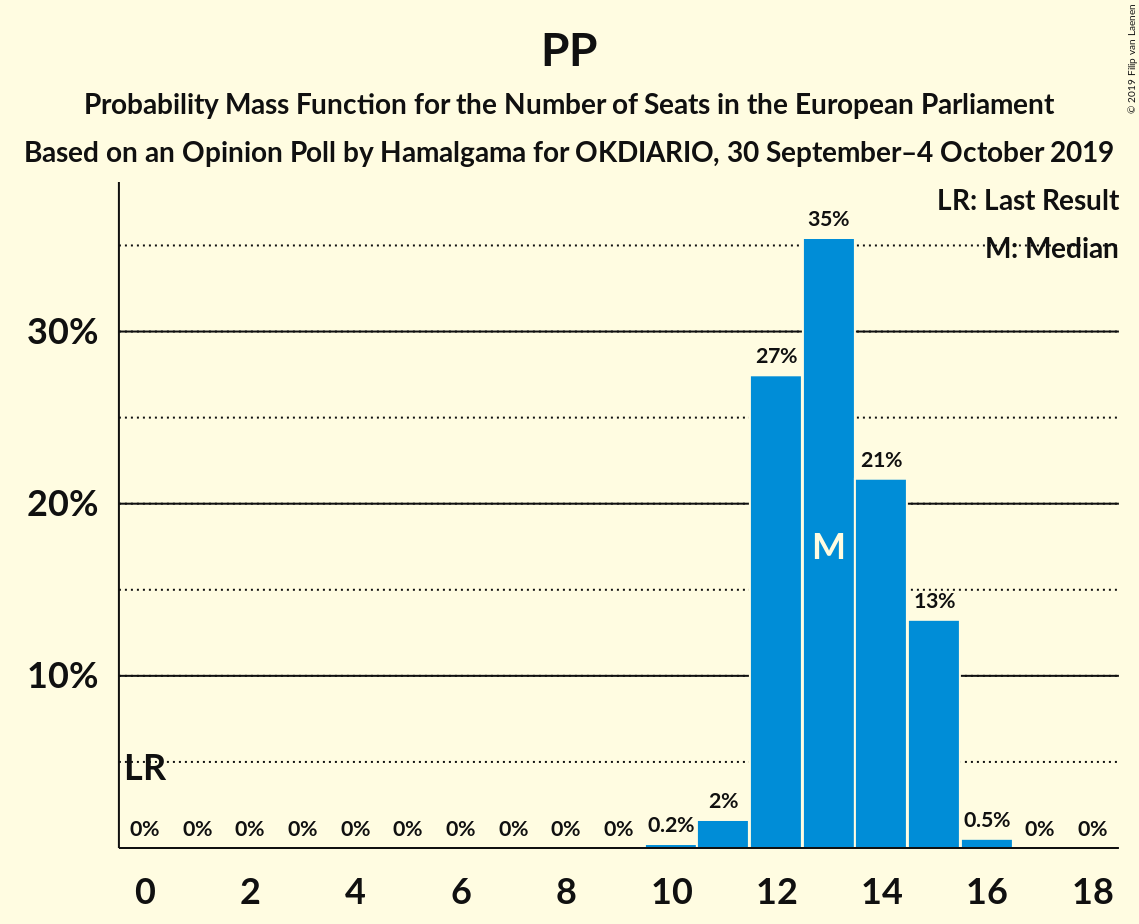 PP
Probability Mass Function for the Number of Seats in the European Parliament
Based on an Opinion Poll by Hamalgama for OKDIARIO, 30 September–4 October 2019
© 2019 Filip van Laenen
LR: Last Result
M: Median
35%
30%
27%
21%
20%
M
13%
10%
LR
0% 0% 0% 0% 0% 0% 0% 0% 0% 0% 0.2% 2% 0.5% 0% 0%
0 2 4 6 8 10 12 14 16 18